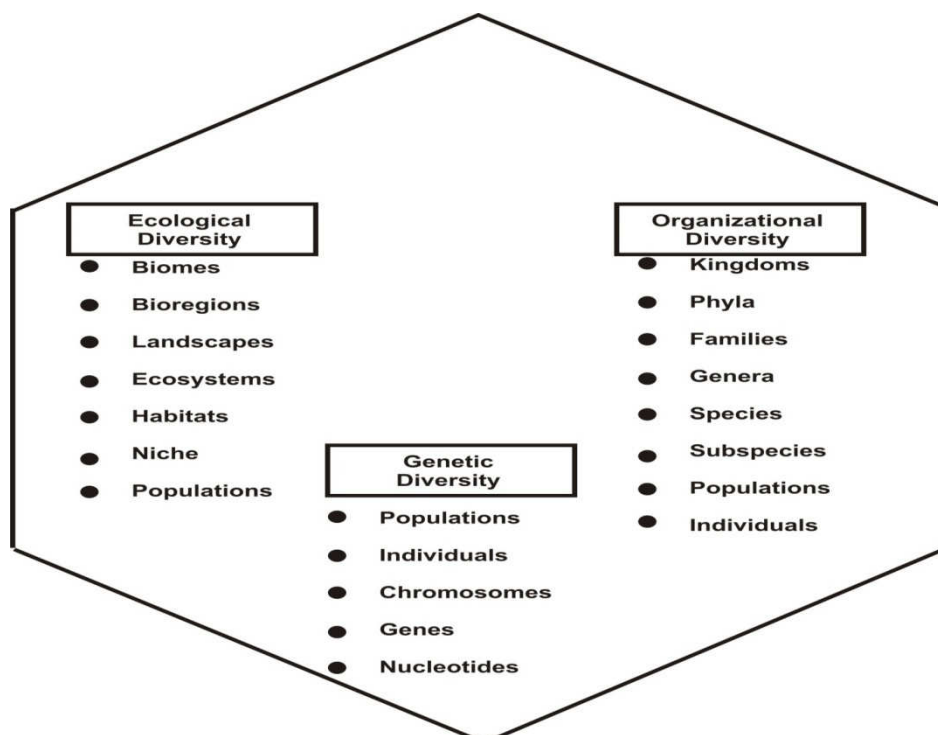 Ecological
Diversity
Biomes
Bioregions
Landscapes
Ecosystems
Habitats
Niche
Populations
Genetic
Diversity
Populations
Individuals
Chromosomes
Genes
Nucleotides
Organizational
Diversity
Kingdoms
Phyla
Families
Genera
Species
Subspecies
Populations
Individuals